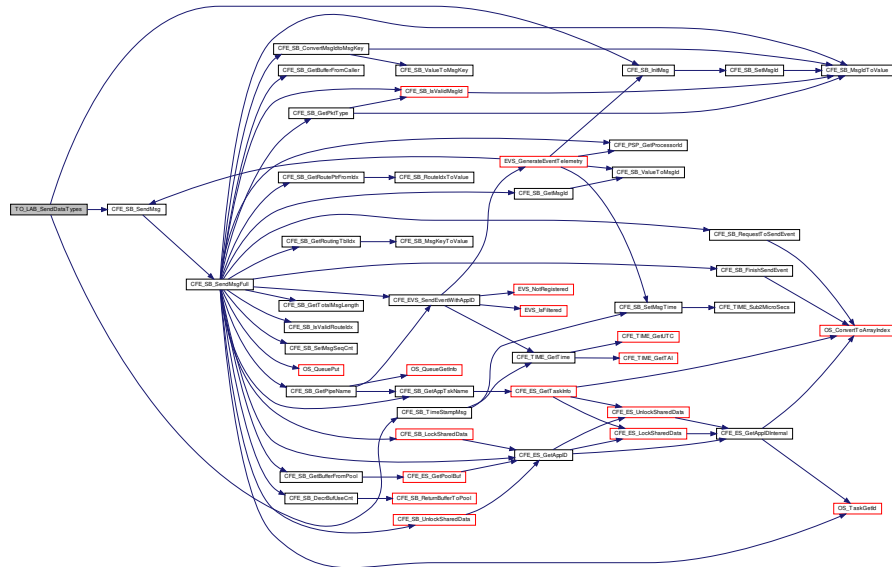 TO_LAB_SendDataTypes
CFE_SB_SendMsg
CFE_SB_SendMsgFull
CFE_SB_ConvertMsgIdtoMsgKey
CFE_SB_GetBufferFromCaller
CFE_SB_GetPktType
CFE_SB_GetRoutePtrFromIdx
CFE_SB_GetRoutingTblIdx
CFE_SB_GetTotalMsgLength
CFE_SB_IsValidRouteIdx
CFE_SB_SetMsgSeqCnt
OS_QueuePut
CFE_SB_GetPipeName
CFE_SB_GetBufferFromPool
CFE_SB_DecrBufUseCnt
CFE_SB_ValueToMsgKey
CFE_SB_IsValidMsgId
CFE_SB_RouteIdxToValue
CFE_SB_MsgKeyToValue
CFE_EVS_SendEventWithAppID
OS_QueueGetInfo
CFE_SB_GetAppTskName
CFE_SB_TimeStampMsg
CFE_SB_LockSharedData
CFE_ES_GetPoolBuf
CFE_SB_ReturnBufferToPool
CFE_SB_UnlockSharedData
EVS_GenerateEventTelemetry
CFE_SB_GetMsgId
EVS_NotRegistered
EVS_IsFiltered
CFE_TIME_GetTime
CFE_ES_GetTaskInfo
CFE_ES_GetAppID
CFE_SB_InitMsg
CFE_PSP_GetProcessorId
CFE_SB_ValueToMsgId
CFE_SB_SetMsgTime
CFE_TIME_GetUTC
CFE_TIME_GetTAI
CFE_ES_UnlockSharedData
CFE_ES_LockSharedData
CFE_SB_SetMsgId
CFE_SB_RequestToSendEvent
CFE_SB_FinishSendEvent
CFE_TIME_Sub2MicroSecs
CFE_ES_GetAppIDInternal
CFE_SB_MsgIdToValue
OS_ConvertToArrayIndex
OS_TaskGetId